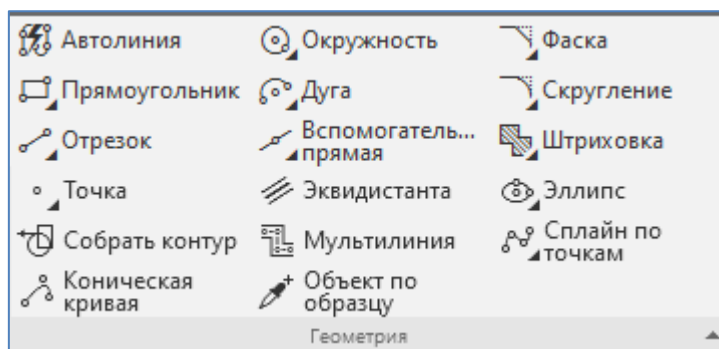 Автолиния
Окружность
Фаска
Прямоугольник
Дуга
Скругление
Отрезок
Вспомогатель...
прямая
Штриховка
Точка
Эквидистанта
Эллипс
Собрать контур
Мультилиния
Сплайн по
точкам
Коническая
кривая
Объект по
образцу
Геометрия